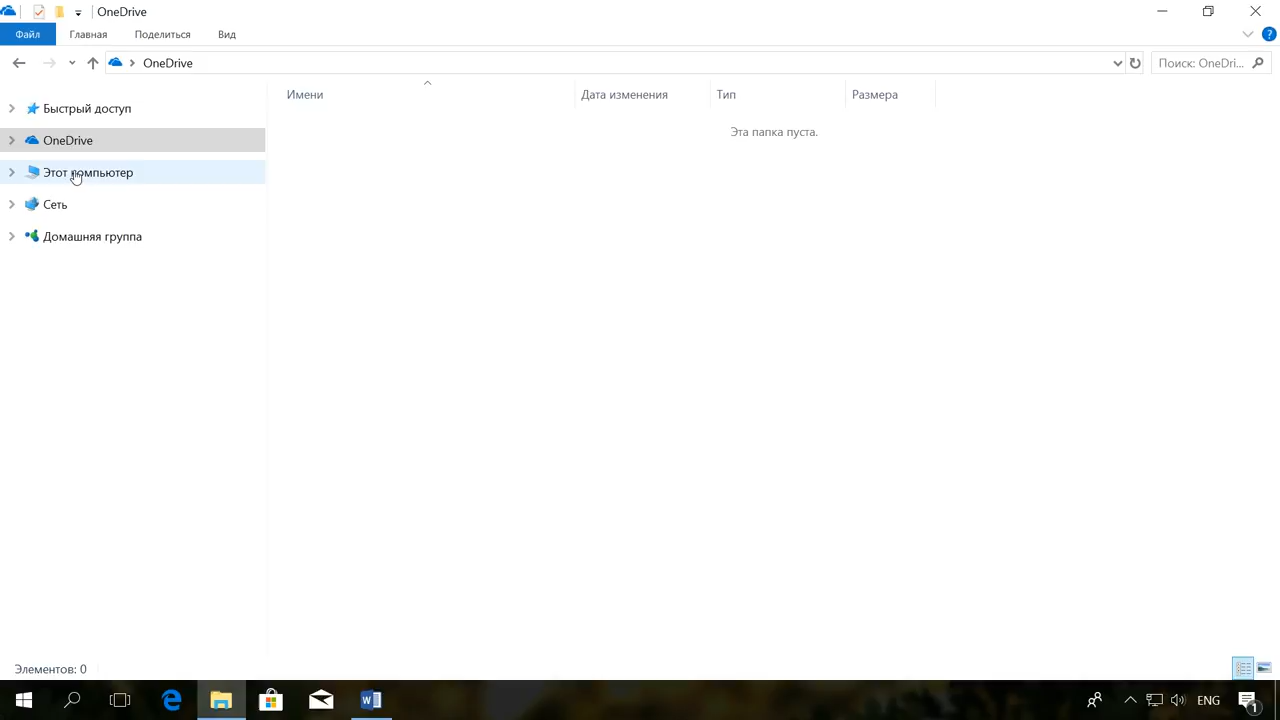 OneDrive
Файл Главная Поделиться Вид
OneDrive
Поиск: OneDri...
Имени Дата изменения Тип Размера
Эта папка пуста.
Быстрый доступ
OneDrive
Этот компьютер
Сеть
Домашняя группа
Элементов: 0
ENG
1